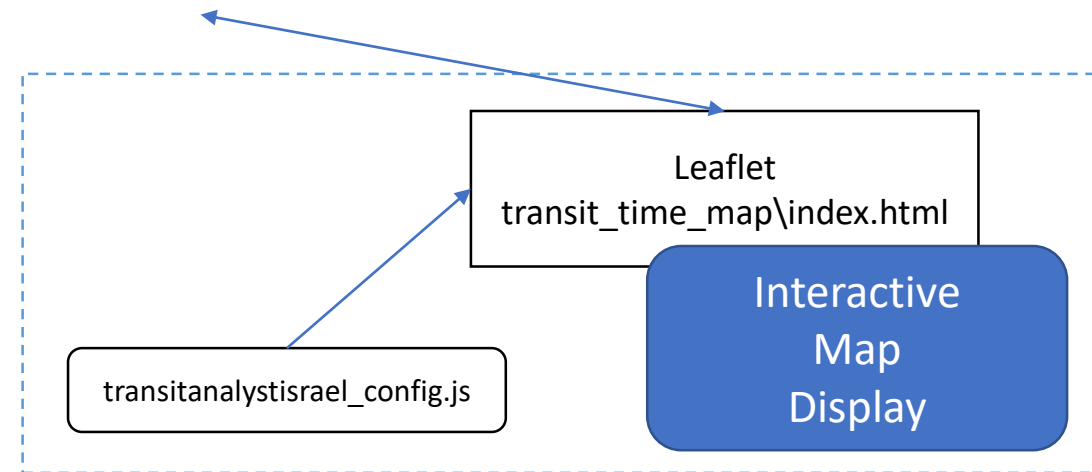 Leaflet
transit_time_map\index.html
Interactive
Map
Display
transitanalystisrael_config.js